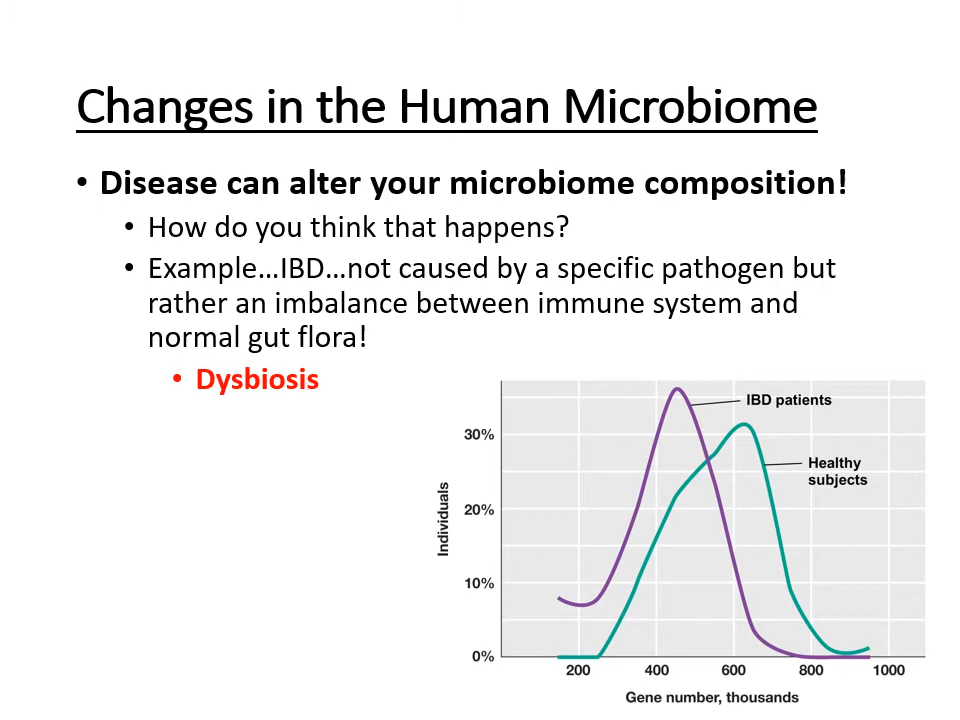 Changes in the Human Microbiome
• Disease can alter your microbiome composition!
• How do you think that happens?
• Example...IBD...not caused by a specific pathogen but
rather an imbalance between immune system and
normal gut flora!
• Dysbiosis
IBD patients
30%
Healthy
subjects
Individuals
20%
10%
0%
200 400 600 800 1000
Gene number, thousands